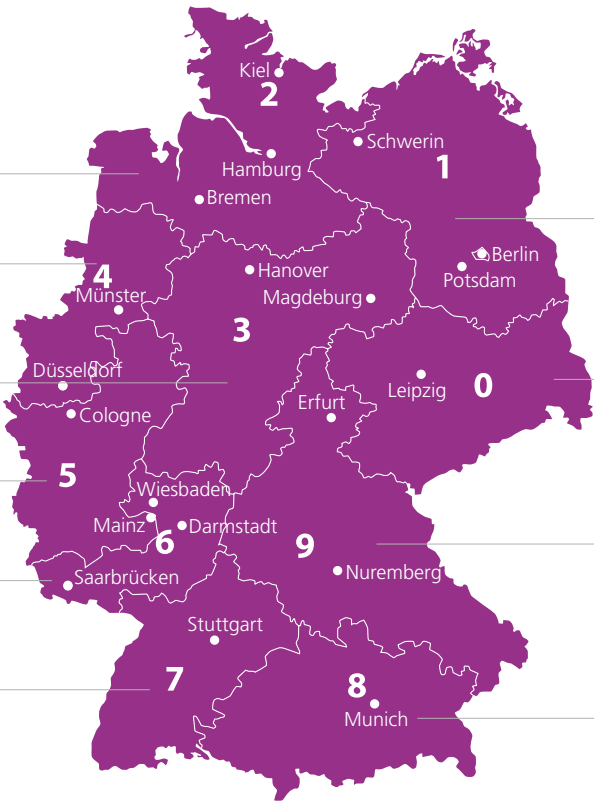 Kiel
2
Schwerin
1
Hamburg
Bremen
Berlin
Hanover
4
Potsdam
Münster
Magdeburg
3
Düsseldorf
0
Leipzig
Erfurt
Cologne
5
Wiesbaden
Mainz
Darmstadt
6
9
Nuremberg
Saarbrücken
Stuttgart
7
8
Munich